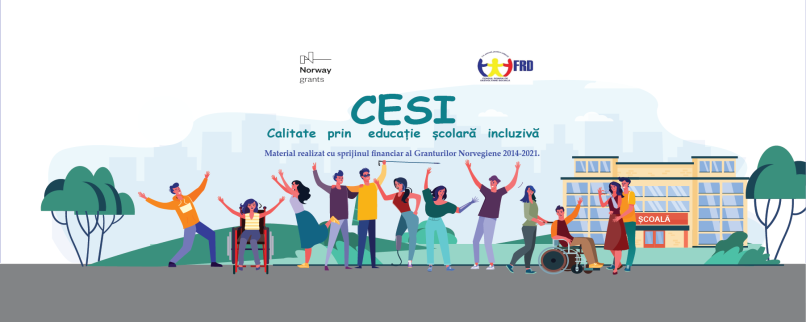 Norway
grants
FRD
CESI
Calitate prin educație școlară incluzivă
Material realizat cu sprijinul financiar al Granturilor Norvegiene 2014-2021.
ȘCOALĂ